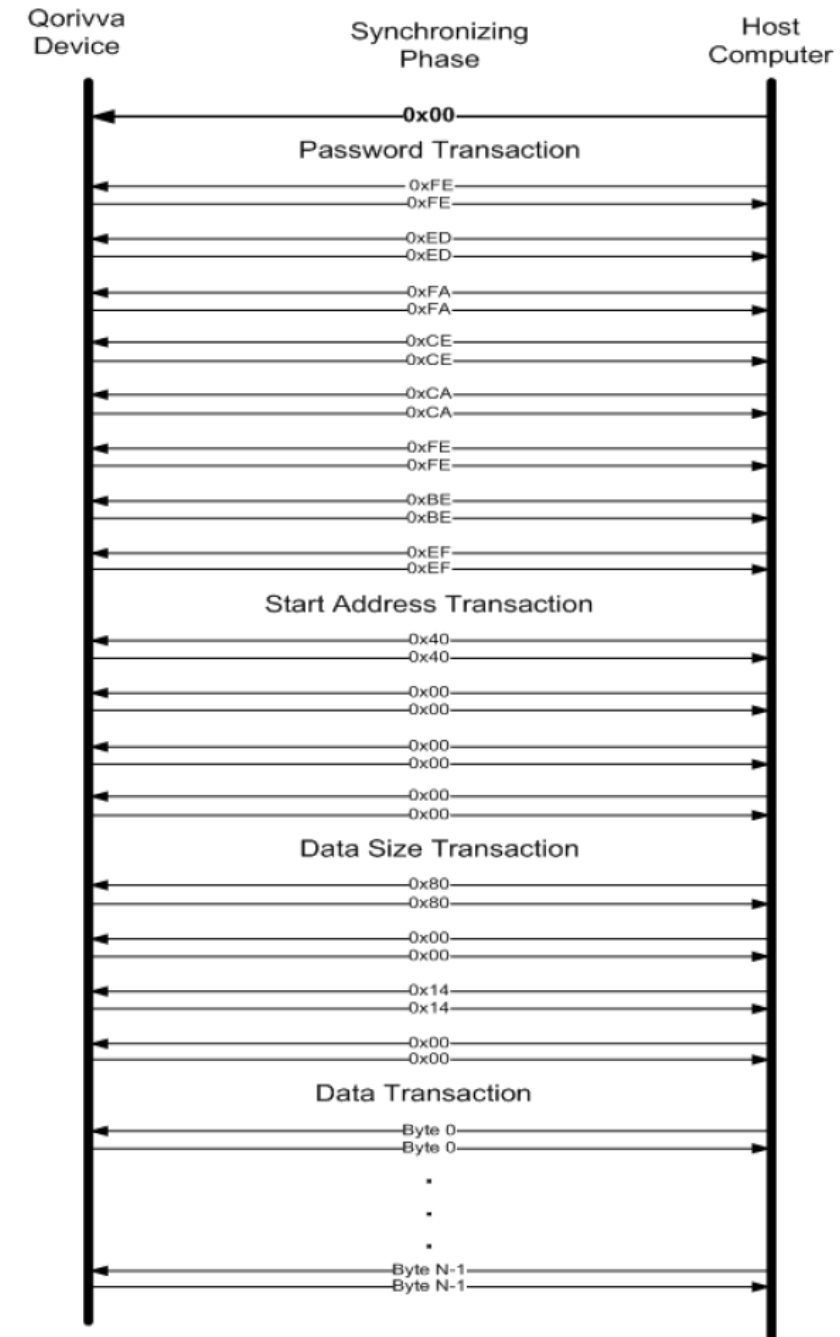 Qorivva
Device
Synchronizing
Phase
Host
Computer
0x00
Password Transaction
0xFE
0xFE
0xED
0xED
0xFA
0xFA
0xCE
0xCE
0xCA
0xCA
0xFE
0xFE
0xBE
0xBE
0xEF
0xEF
Start Address Transaction
0x40
0x40
0x00
0x00
0x00
0x00
0x00
0x00
Data Size Transaction
0x80
0x80
0x00
0x00
0x14
0x14
0x00
0x00
Data Transaction
Byte 0
Byte 0
.
.
.
Byte N-1
Byte N-1